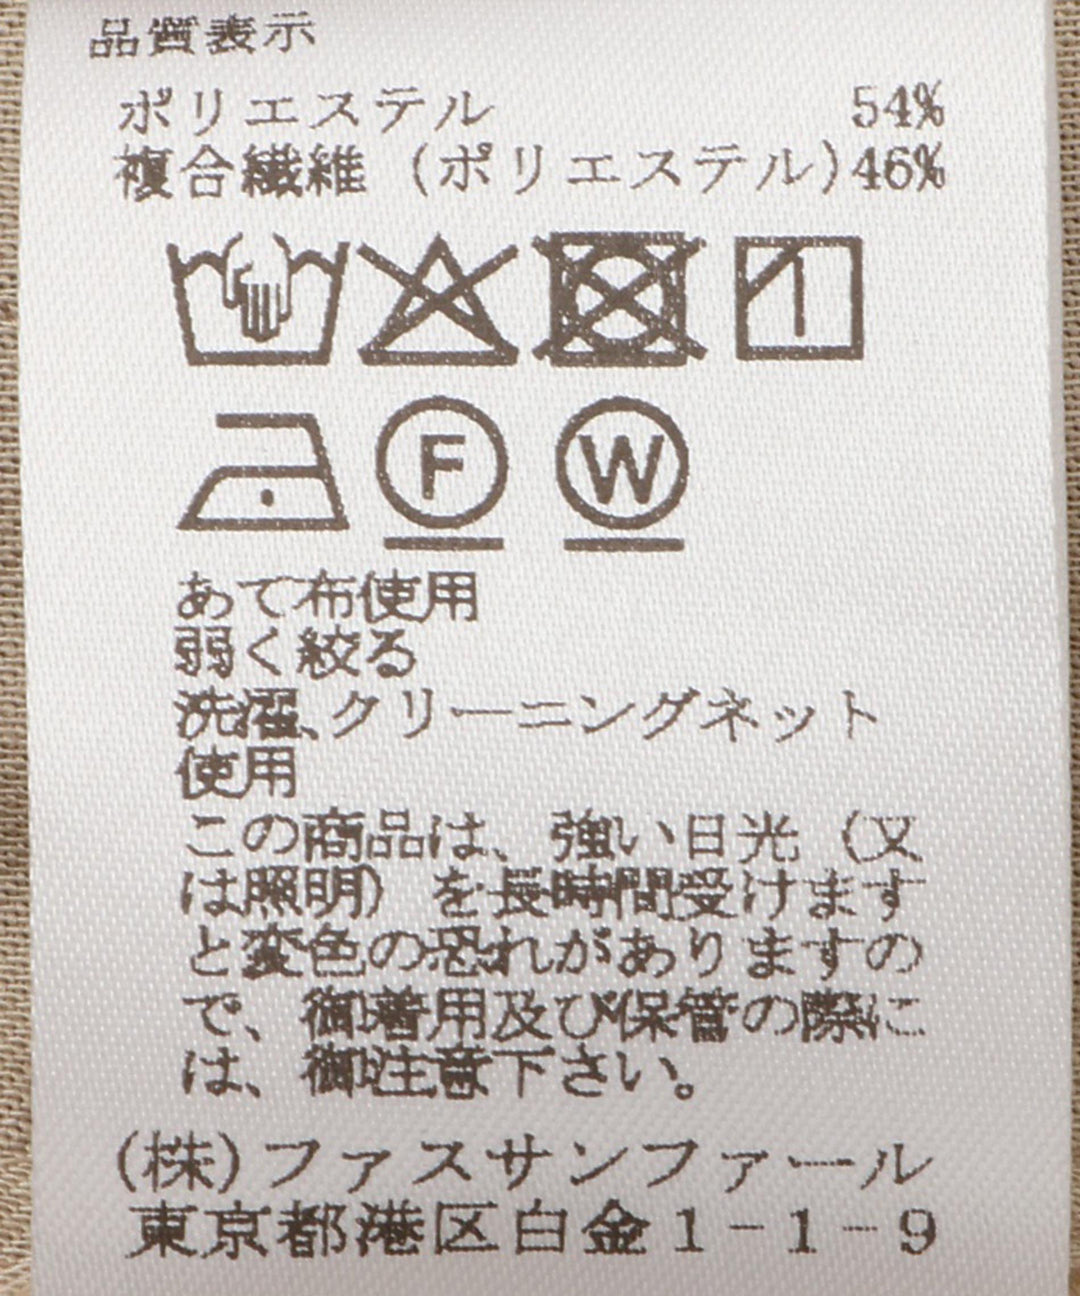 品質表示
ポリエステル 54%
複合繊維(ポリエステル)46%
F W
あて布使用
弱く絞る
洗濯、クリーニングネット
使用
この商品は、強い日光(又
は照明)を長時間受けます
と変色の恐れがありますの
で、御着用及び保管の際に
は、御注意下さい。
(株)ファスサンファール
東京都港区白金1-1-9